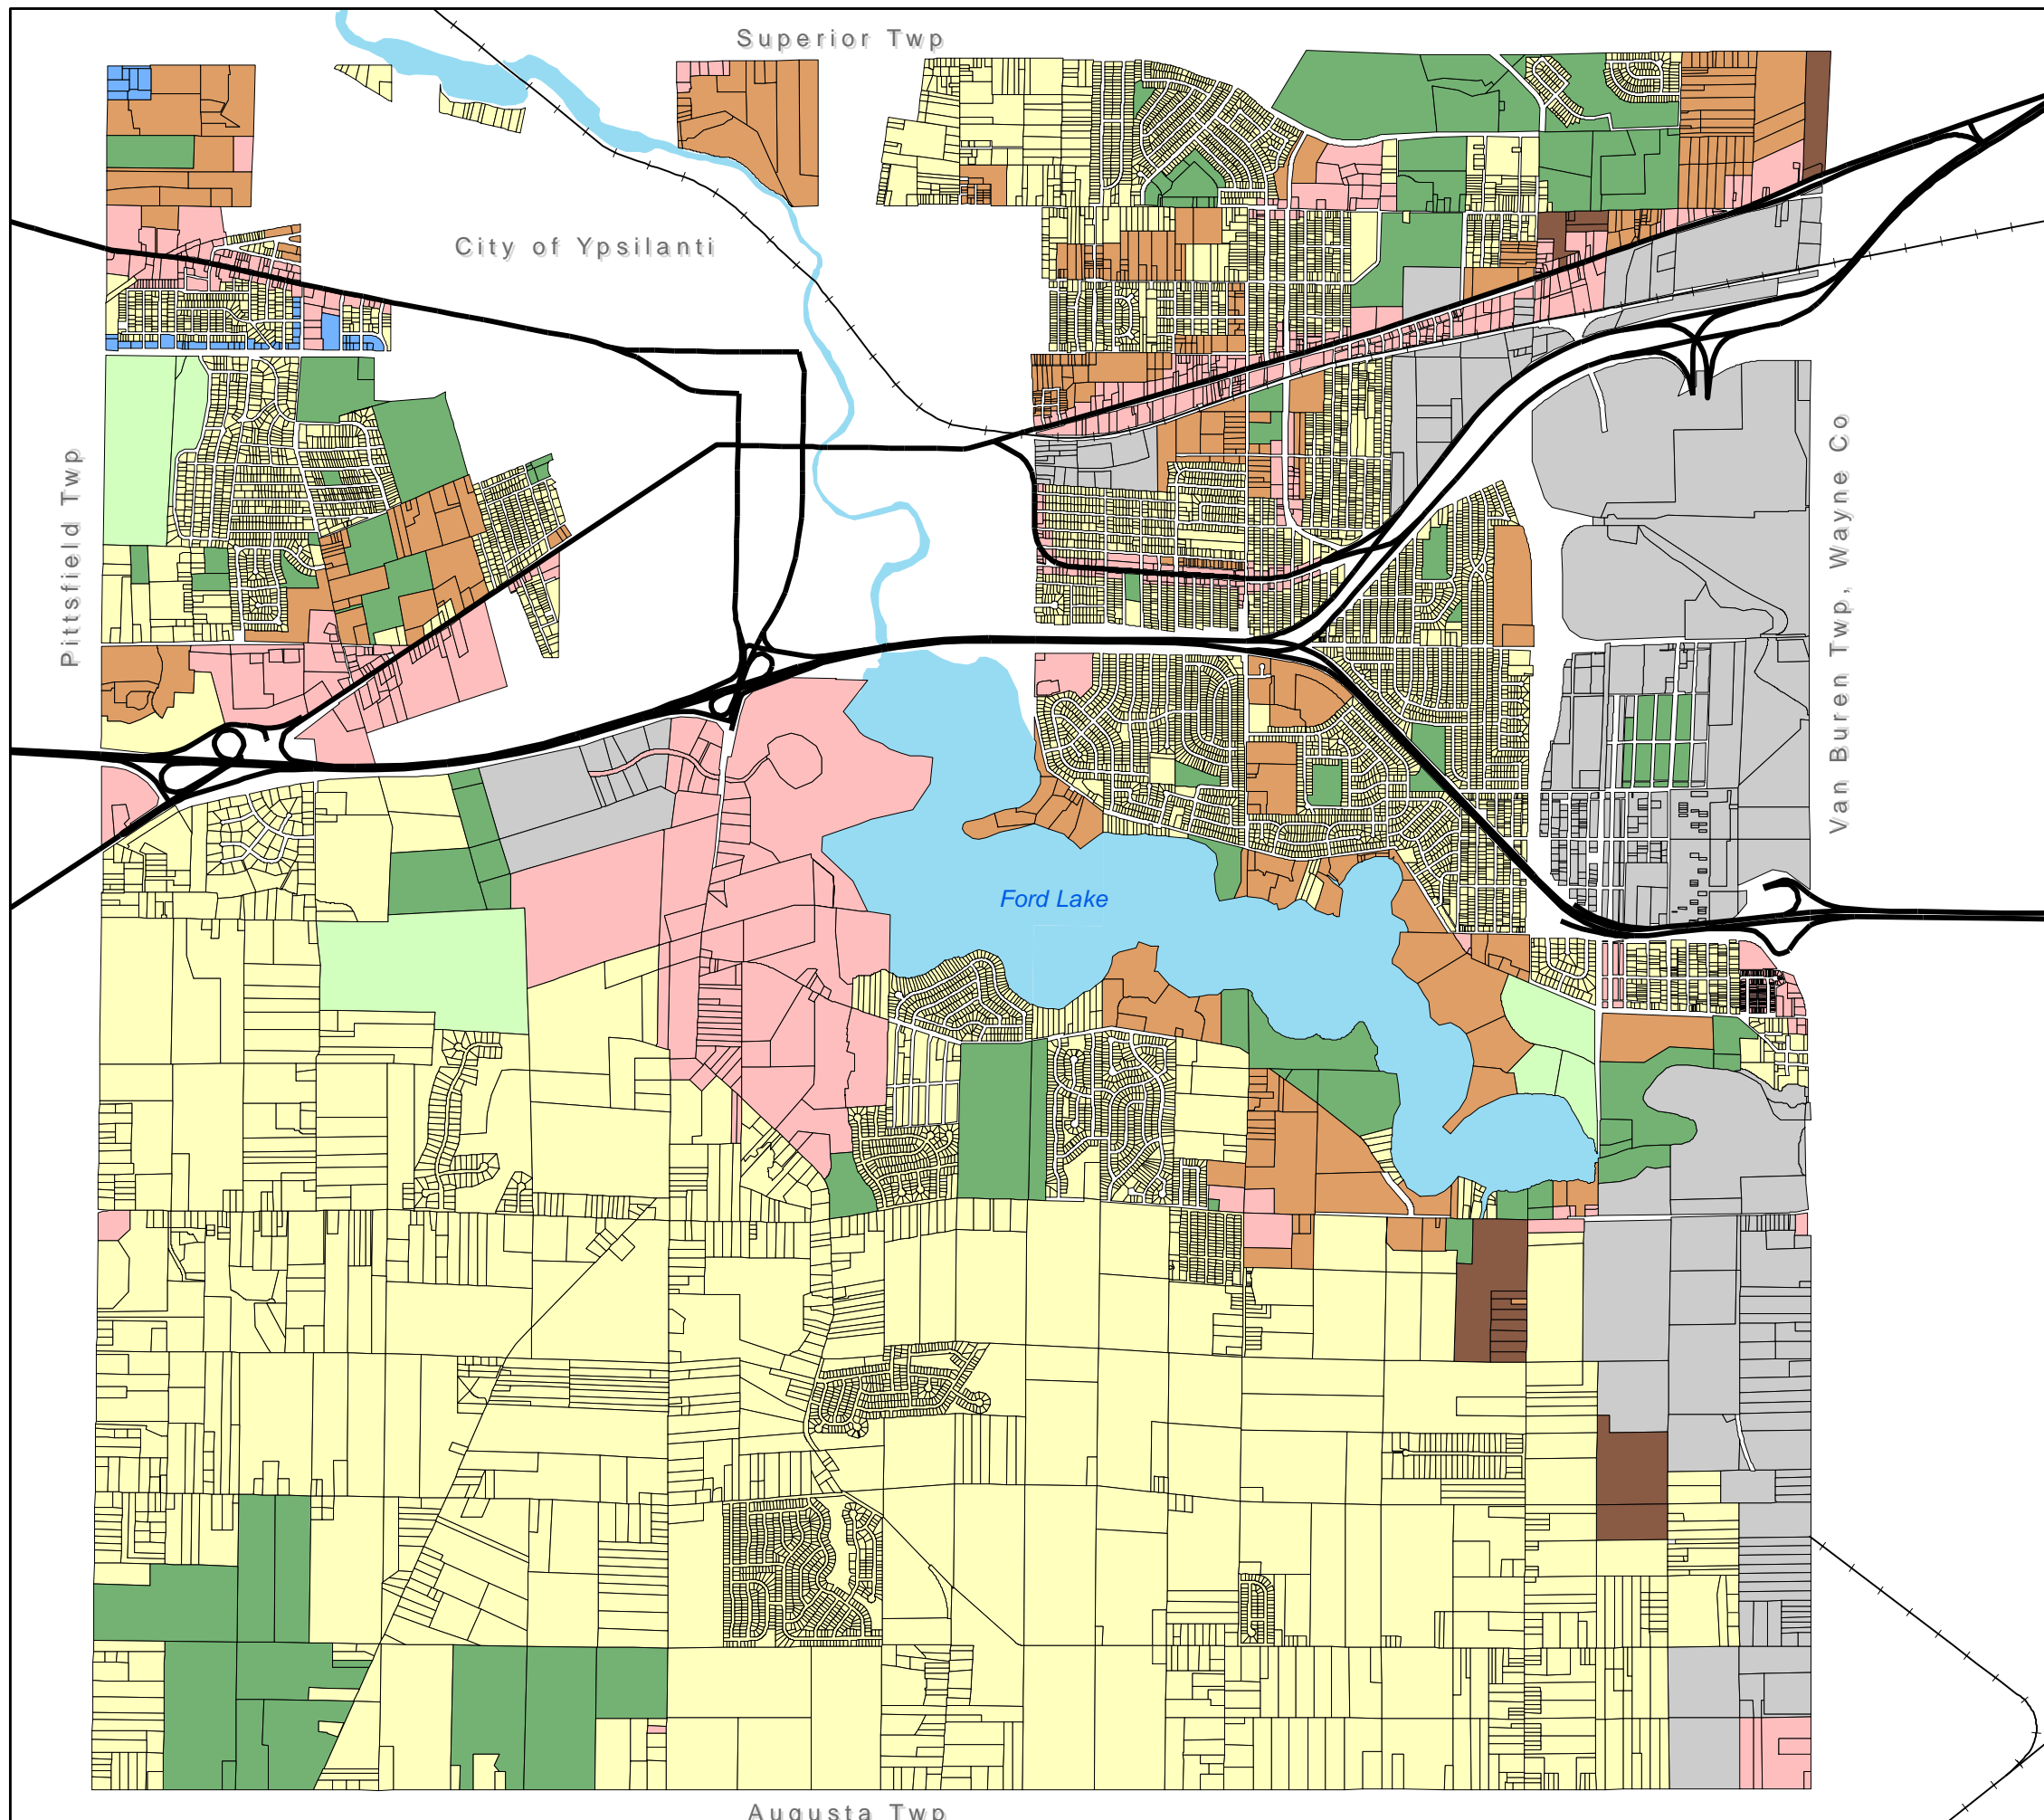 Superior Twp
City of Ypsilanti
Pittsfield Twp
Van Buren Twp, Wayne Co
Ford Lake
Augusta Twp